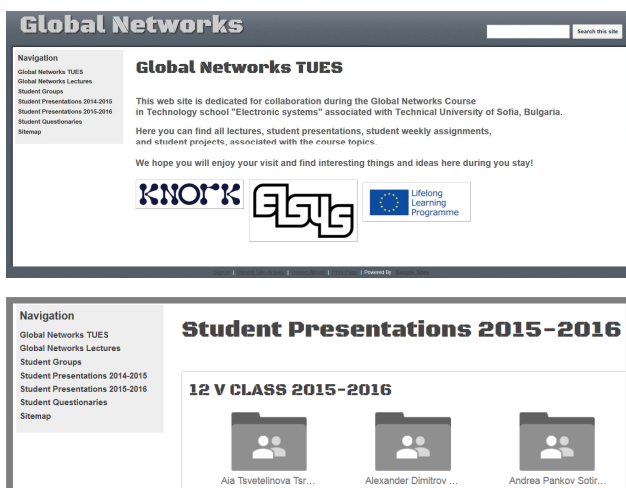 Global Networks
Search this site
Navigation
Global Networks TUES
Global Networks Lectures
Student Groups
Student Presentations 2014-2015
Student Presentations 2015-2016
Student Questionaries
Sitemap
Global Networks TUES
This web site is dedicated for collaboration during the Global Networks Course
in Technology school "Electronic systems" associated with Technical University of Sofia, Bulgaria.
Here you can find all lectures, student presentations, student weekly assignments,
and student projects, associated with the course topics.
We hope you will enjoy your visit and find interesting things and ideas here during you stay!
KNORK
ELSYS
Lifelong
Learning
Programme
| Powered By Google Sites
Navigation
Global Networks TUES
Global Networks Lectures
Student Groups
Student Presentations 2014-2015
Student Presentations 2015-2016
Student Questionaries
Sitemap
Student Presentations 2015-2016
12 V CLASS 2015-2016
Aia Tsvetelinova Tsr...
Alexander Dimitrov ...
Andrea Pankov Sotir...